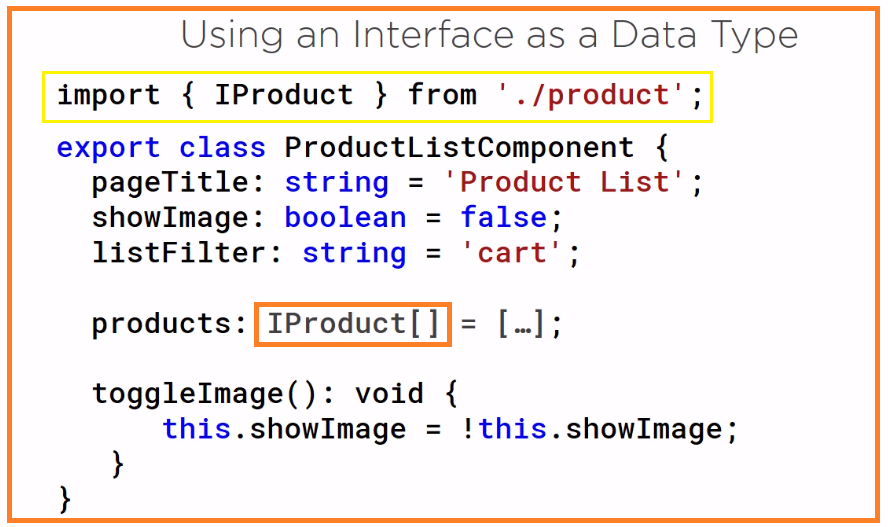 Using an Interface as a Data Type
import { IProduct } from './product';
export class ProductListComponent {
pageTitle: string = 'Product List';
showImage: boolean = false;
listFilter: string = 'cart';
products: IProduct[] = […];
toggleImage(): void {
this.showImage = !this.showImage;
}
}